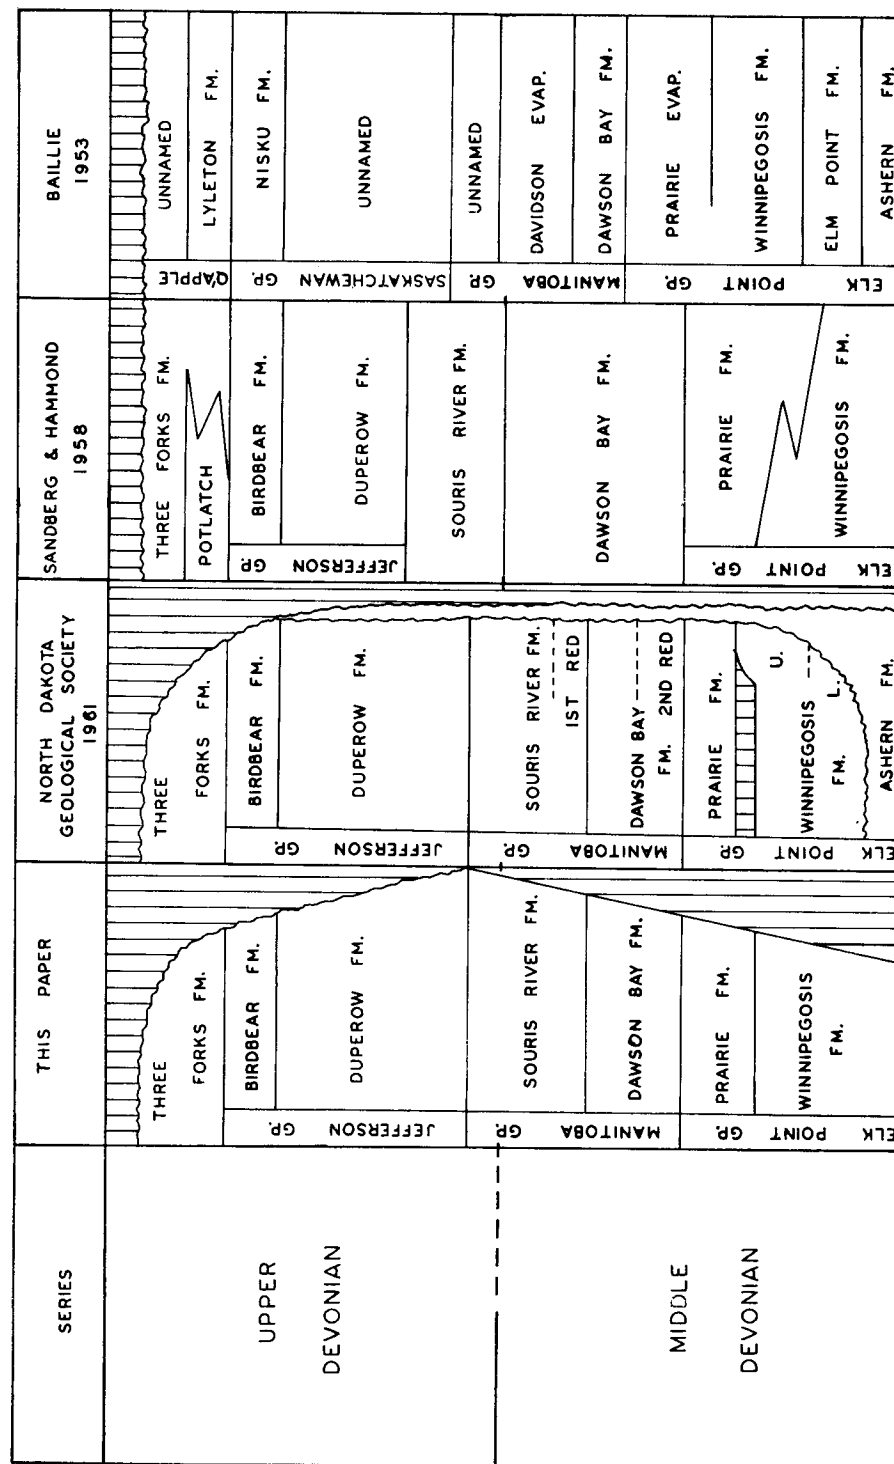 SERIES
THIS PAPER
NORTH DAKOTA
GEOLOGICAL SOCIETY
1961
SANDBERG & HAMMOND
1958
BAILLIE
1953
UPPER
DEVONIAN
MIDDLE
DEVONIAN
JEFFERSON GP.
MANITOBA GP.
ELK POINT GP.
THREE
FORKS FM.
BIRDBEAR FM.
DUPEROW FM.
SOURIS RIVER FM.
DAWSON BAY FM.
PRAIRIE FM.
WINNIPEGOSIS
FM.
JEFFERSON GP.
MANITOBA GP.
ELK POINT GP.
THREE
FORKS FM.
BIRDBEAR FM.
DUPEROW FM.
SOURIS RIVER FM.
1ST RED
DAWSON BAY
FM. 2ND RED
PRAIRIE FM.
U.
WINNIPEGOSIS L.
FM.
ASHERN FM.
JEFFERSON GP.
ELK POINT GP.
THREE FORKS FM.
POTLATCH
BIRDBEAR FM.
DUPEROW FM.
SOURIS RIVER FM.
DAWSON BAY FM.
PRAIRIE FM.
WINNIPEGOSIS FM.
Q'APPLE
SASKATCHEWAN GP.
MANITOBA GP.
ELK POINT GP.
UNNAMED
LYLETON FM.
NISKU FM.
UNNAMED
UNNAMED
DAVIDSON EVAP.
DAWSON BAY FM.
PRAIRIE EVAP.
WINNIPEGOSIS FM.
ELM POINT FM.
ASHERN FM.